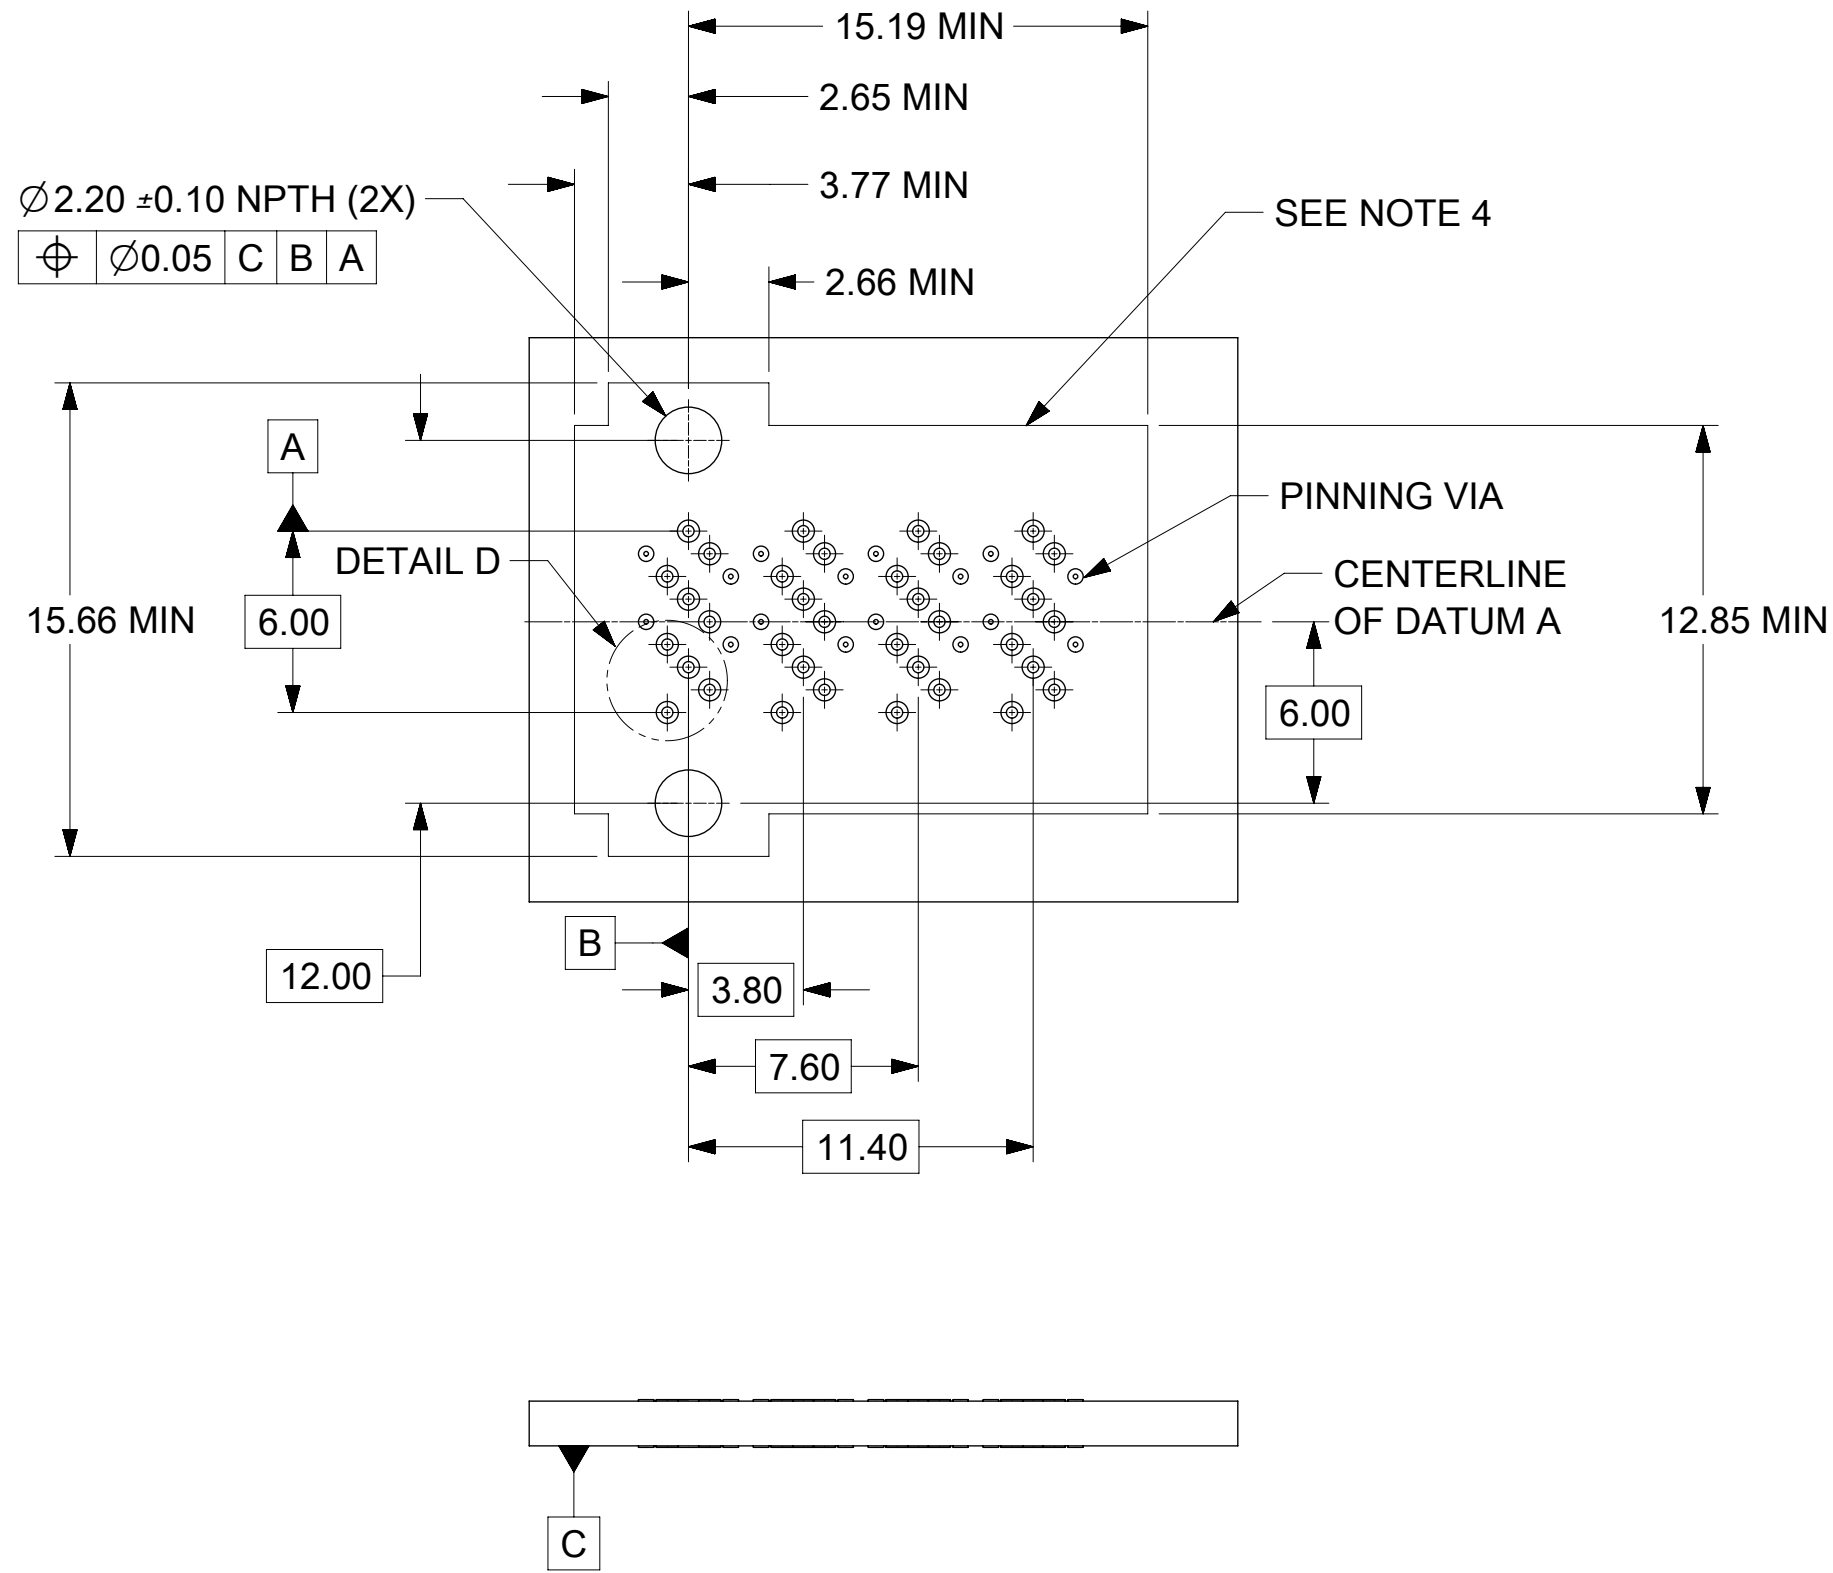 15.19 MIN
2.65 MIN
3.77 MIN
⌀2.20 ±0.10 NPTH (2X)
⌖ ⌀0.05 C B A
SEE NOTE 4
2.66 MIN
A
PINNING VIA
DETAIL D
CENTERLINE
OF DATUM A
15.66 MIN
6.00
12.85 MIN
6.00
B
12.00
3.80
7.60
11.40
C